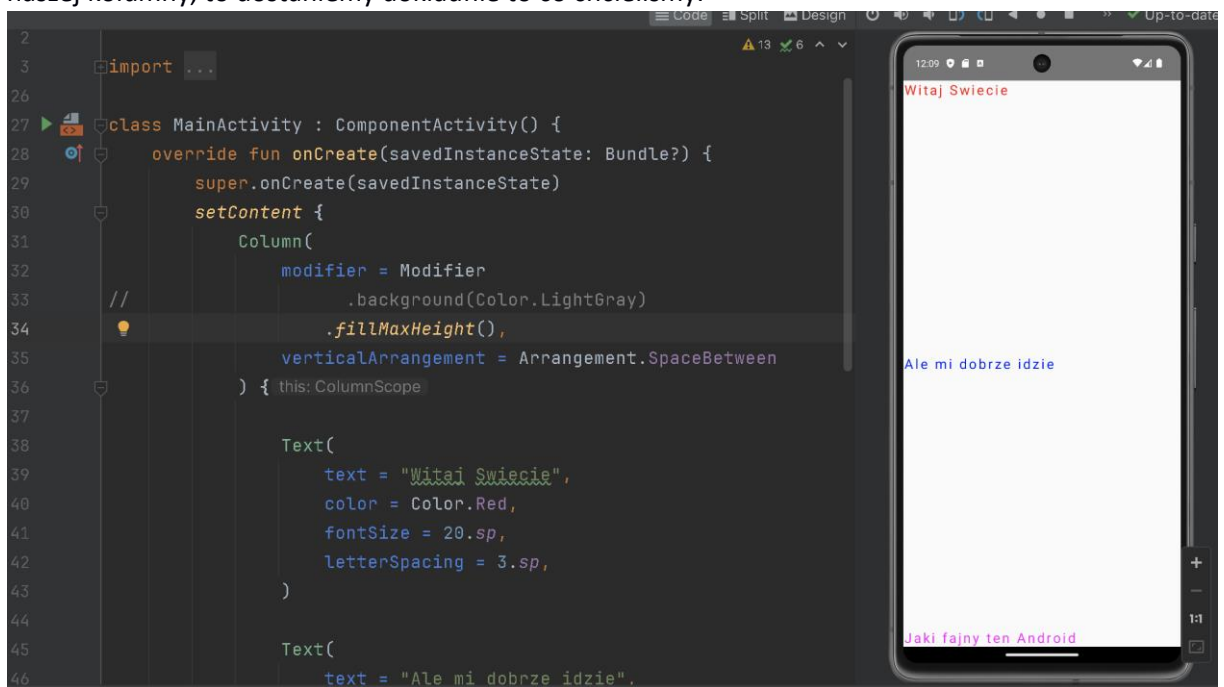 naszej kolumny, to dostaniemy dokładnie to co chcieliśmy.
Code Split Design Up-to-date
2
13 6
3 import ...
26
27 class MainActivity : ComponentActivity() {
28 override fun onCreate(savedInstanceState: Bundle?) {
29 super.onCreate(savedInstanceState)
30 setContent {
31 Column(
32 modifier = Modifier
33 // .background(Color.LightGray)
34 .fillMaxHeight(),
35 verticalArrangement = Arrangement.SpaceBetween
36 ) { this: ColumnScope
37
38 Text(
39 text = "Witaj Swiecie",
40 color = Color.Red,
41 fontSize = 20.sp,
42 letterSpacing = 3.sp,
43 )
44
45 Text(
46 text = "Ale mi dobrze idzie",
12:09
Witaj Swiecie
Ale mi dobrze idzie
Jaki fajny ten Android
1:1